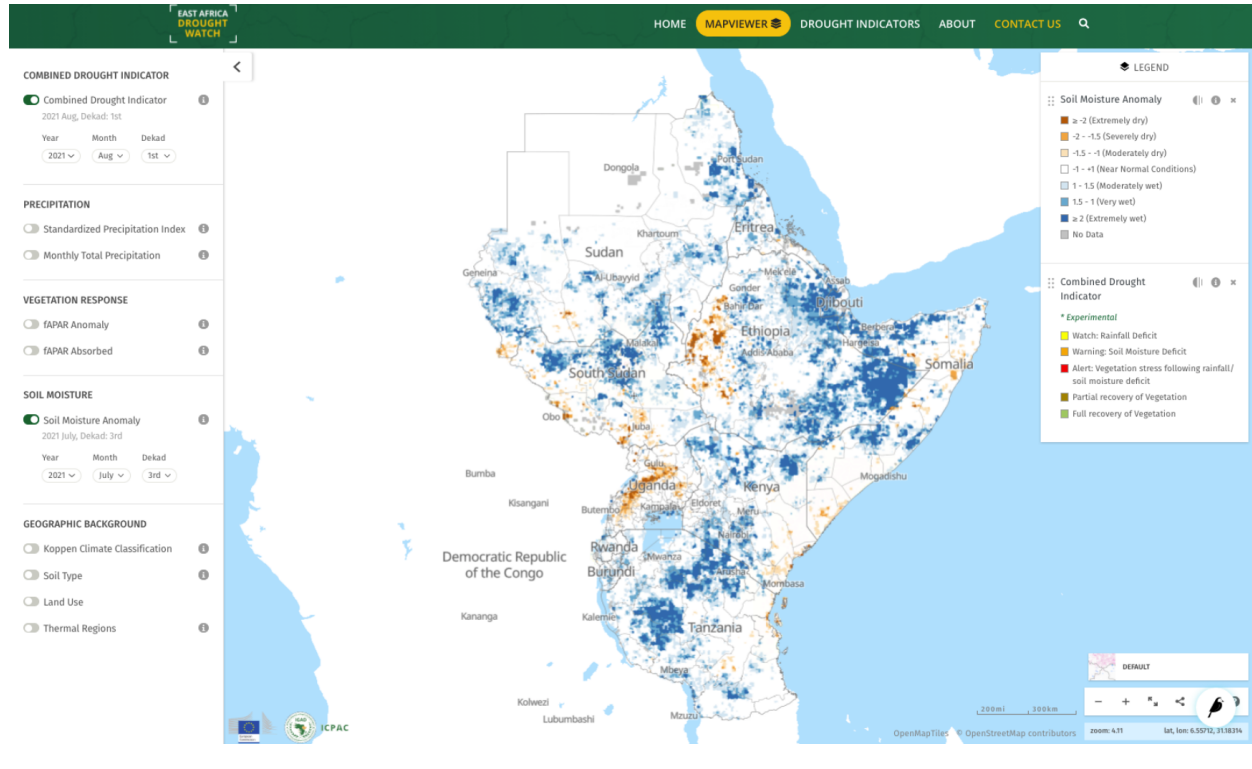 EAST AFRICA
DROUGHT
WATCH
HOME
MAPVIEWER
DROUGHT INDICATORS
ABOUT
CONTACT US
COMBINED DROUGHT INDICATOR
Combined Drought Indicator
2021 Aug, Dekad: 1st
Year Month Dekad
2021 Aug 1st
PRECIPITATION
Standardized Precipitation Index
Monthly Total Precipitation
VEGETATION RESPONSE
fAPAR Anomaly
fAPAR Absorbed
SOIL MOISTURE
Soil Moisture Anomaly
2021 July, Dekad: 3rd
Year Month Dekad
2021 July 3rd
GEOGRAPHIC BACKGROUND
Koppen Climate Classification
Soil Type
Land Use
Thermal Regions
Port Sudan
Dongola
Khartoum
Eritrea
Sudan
Geneina
Al-Ubayyid
Mek'ele
Assab
Gonder
Bahir Dar
Djibouti
Malakal
Ethiopia
Berbera
Hargeisa
Addis Ababa
South Sudan
Somalia
Obo
Juba
Gulu
Bumba
Uganda
Kenya
Mogadishu
Kisangani
Butembo
Kampala
Eldoret
Meru
Nairobi
Rwanda
Democratic Republic
of the Congo
Mwanza
Burundi
Arusha
Mombasa
Kananga
Kalemie
Tanzania
Mbeya
Kolwezi
Lubumbashi
Mzuzu
IGAD
ICPAC
LEGEND
Soil Moisture Anomaly
≥ -2 (Extremely dry)
-2 - -1.5 (Severely dry)
-1.5 - -1 (Moderately dry)
-1 - +1 (Near Normal Conditions)
1 - 1.5 (Moderately wet)
1.5 - 1 (Very wet)
≥ 2 (Extremely wet)
No Data
Combined Drought
Indicator
* Experimental
Watch: Rainfall Deficit
Warning: Soil Moisture Deficit
Alert: Vegetation stress following rainfall/
soil moisture deficit
Partial recovery of Vegetation
Full recovery of Vegetation
DEFAULT
200mi 300km
OpenMapTiles © OpenStreetMap contributors
zoom: 4.11
lat, lon: 6.55712, 31.18314